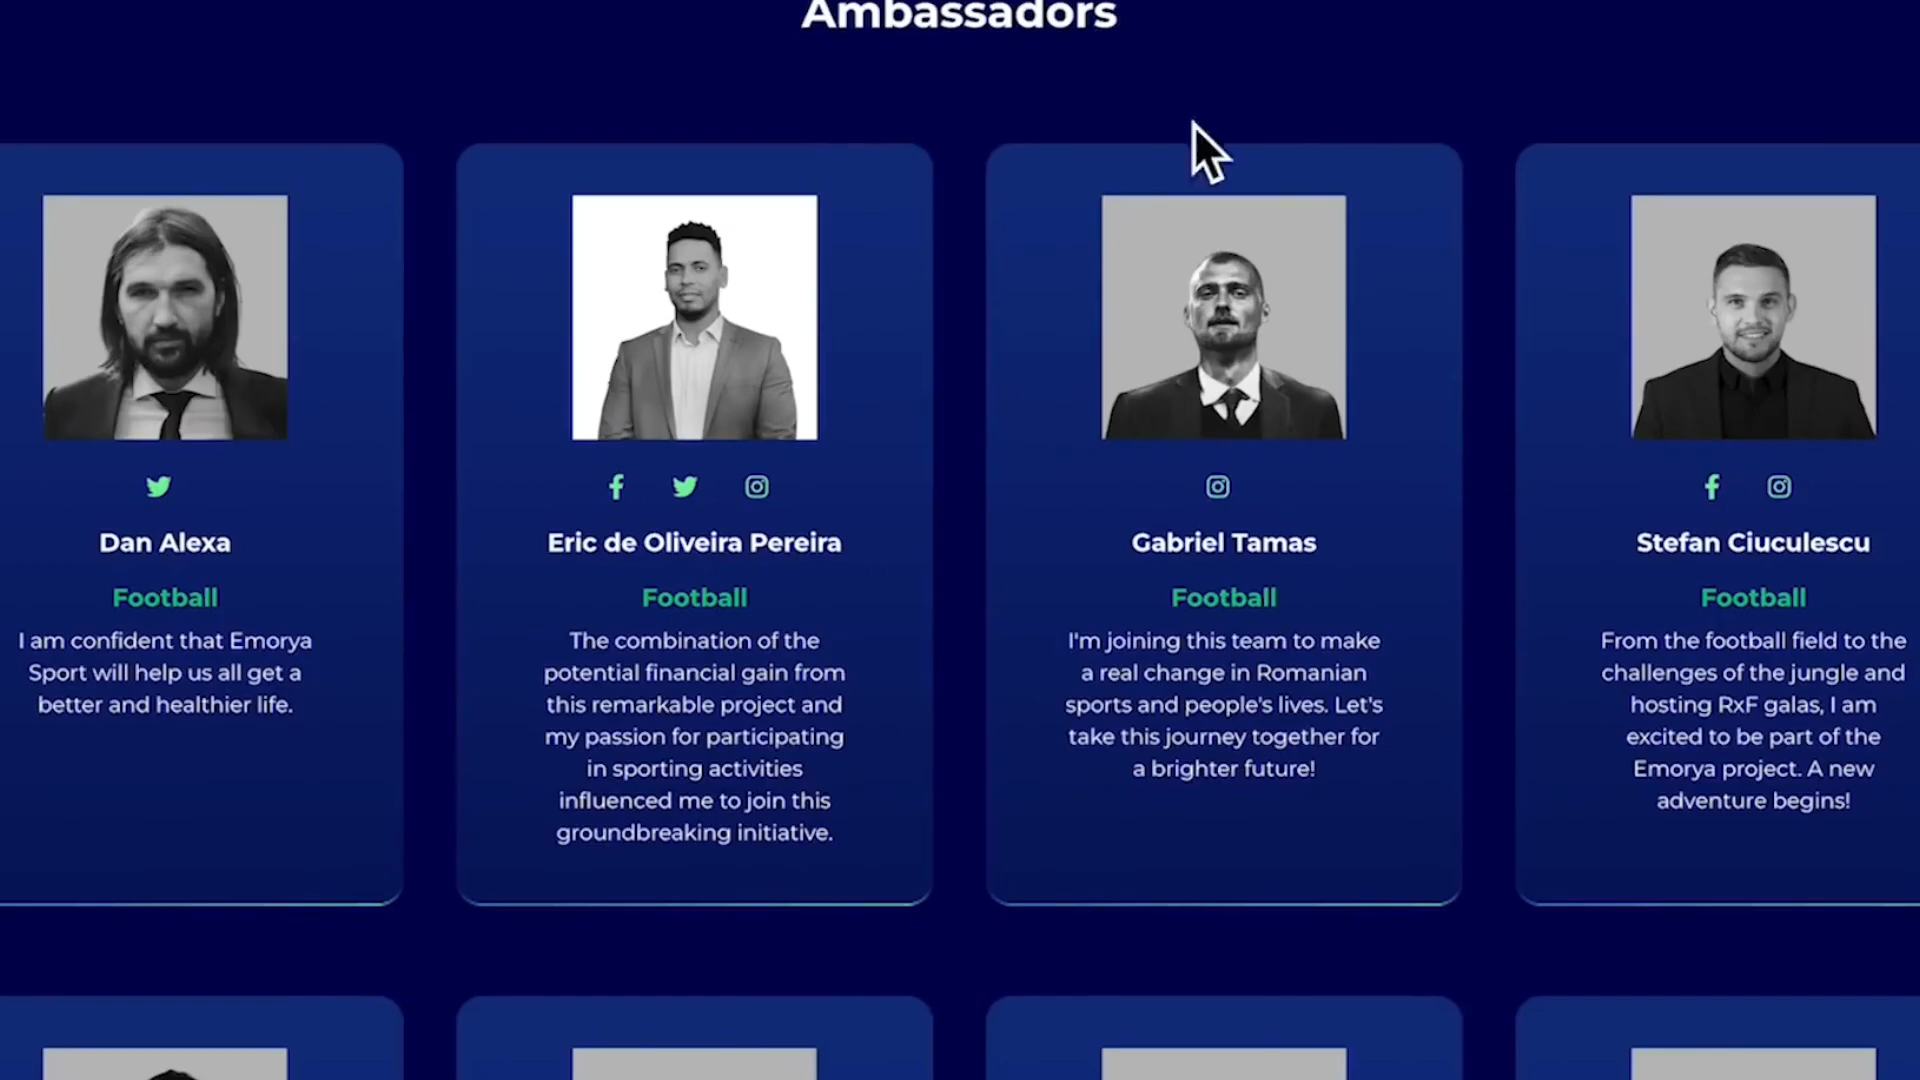 Ambassadors
Dan Alexa
Football
I am confident that Emorya
Sport will help us all get a
better and healthier life.
Eric de Oliveira Pereira
Football
The combination of the
potential financial gain from
this remarkable project and
my passion for participating
in sporting activities
influenced me to join this
groundbreaking initiative.
Gabriel Tamas
Football
I'm joining this team to make
a real change in Romanian
sports and people's lives. Let's
take this journey together for
a brighter future!
Stefan Ciuculescu
Football
From the football field to the
challenges of the jungle and
hosting RxF galas, I am
excited to be part of the
Emorya project. A new
adventure begins!